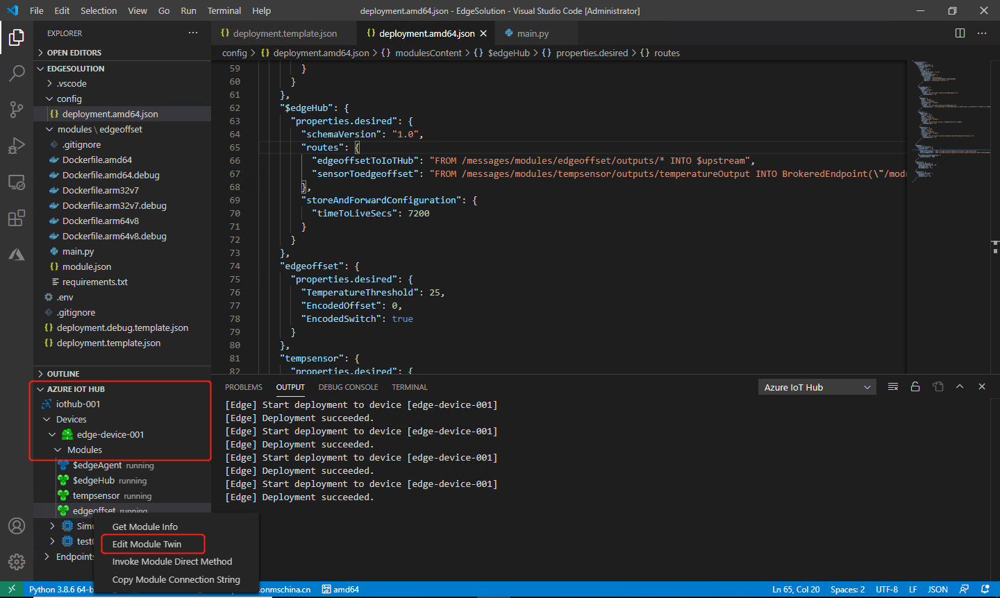 File Edit Selection View Go Run Terminal Help
deployment.amd64.json - EdgeSolution - Visual Studio Code [Administrator]
EXPLORER
OPEN EDITORS
EDGESOLUTION
.vscode
config
deployment.amd64.json
modules \ edgeoffset
.gitignore
Dockerfile.amd64
Dockerfile.amd64.debug
Dockerfile.arm32v7
Dockerfile.arm32v7.debug
Dockerfile.arm64v8
Dockerfile.arm64v8.debug
main.py
module.json
requirements.txt
.env
.gitignore
deployment.debug.template.json
deployment.template.json
OUTLINE
AZURE IOT HUB
iothub-001
Devices
edge-device-001
Modules
$edgeAgent running
$edgeHub running
tempsensor running
edgeoffset running
Simu
test0
Endpoints
Get Module Info
Edit Module Twin
Invoke Module Direct Method
Copy Module Connection String
{} deployment.template.json {} deployment.amd64.json main.py
config > {} deployment.amd64.json > {} modulesContent > {} $edgeHub > {} properties.desired > {} routes
59 }
60 }
61 },
62 "$edgeHub": {
63 "properties.desired": {
64 "schemaVersion": "1.0",
65 "routes": {
66 "edgeoffsetToIoTHub": "FROM /messages/modules/edgeoffset/outputs/* INTO $upstream",
67 "sensorToedgeoffset": "FROM /messages/modules/tempsensor/outputs/temperatureOutput INTO BrokeredEndpoint(\"/modu
68 },
69 "storeAndForwardConfiguration": {
70 "timeToLiveSecs": 7200
71 }
72 }
73 },
74 "edgeoffset": {
75 "properties.desired": {
76 "TemperatureThreshold": 25,
77 "EncodedOffset": 0,
78 "EncodedSwitch": true
79 }
80 },
81 "tempsensor": {
82 "properties.desired": {
PROBLEMS OUTPUT DEBUG CONSOLE TERMINAL
Azure IoT Hub
[Edge] Start deployment to device [edge-device-001]
[Edge] Deployment succeeded.
[Edge] Start deployment to device [edge-device-001]
[Edge] Deployment succeeded.
[Edge] Start deployment to device [edge-device-001]
[Edge] Deployment succeeded.
[Edge] Start deployment to device [edge-device-001]
[Edge] Deployment succeeded.
Python 3.8.6 64-b .onmschina.cn amd64 Ln 65, Col 20 Spaces: 2 UTF-8 LF JSON